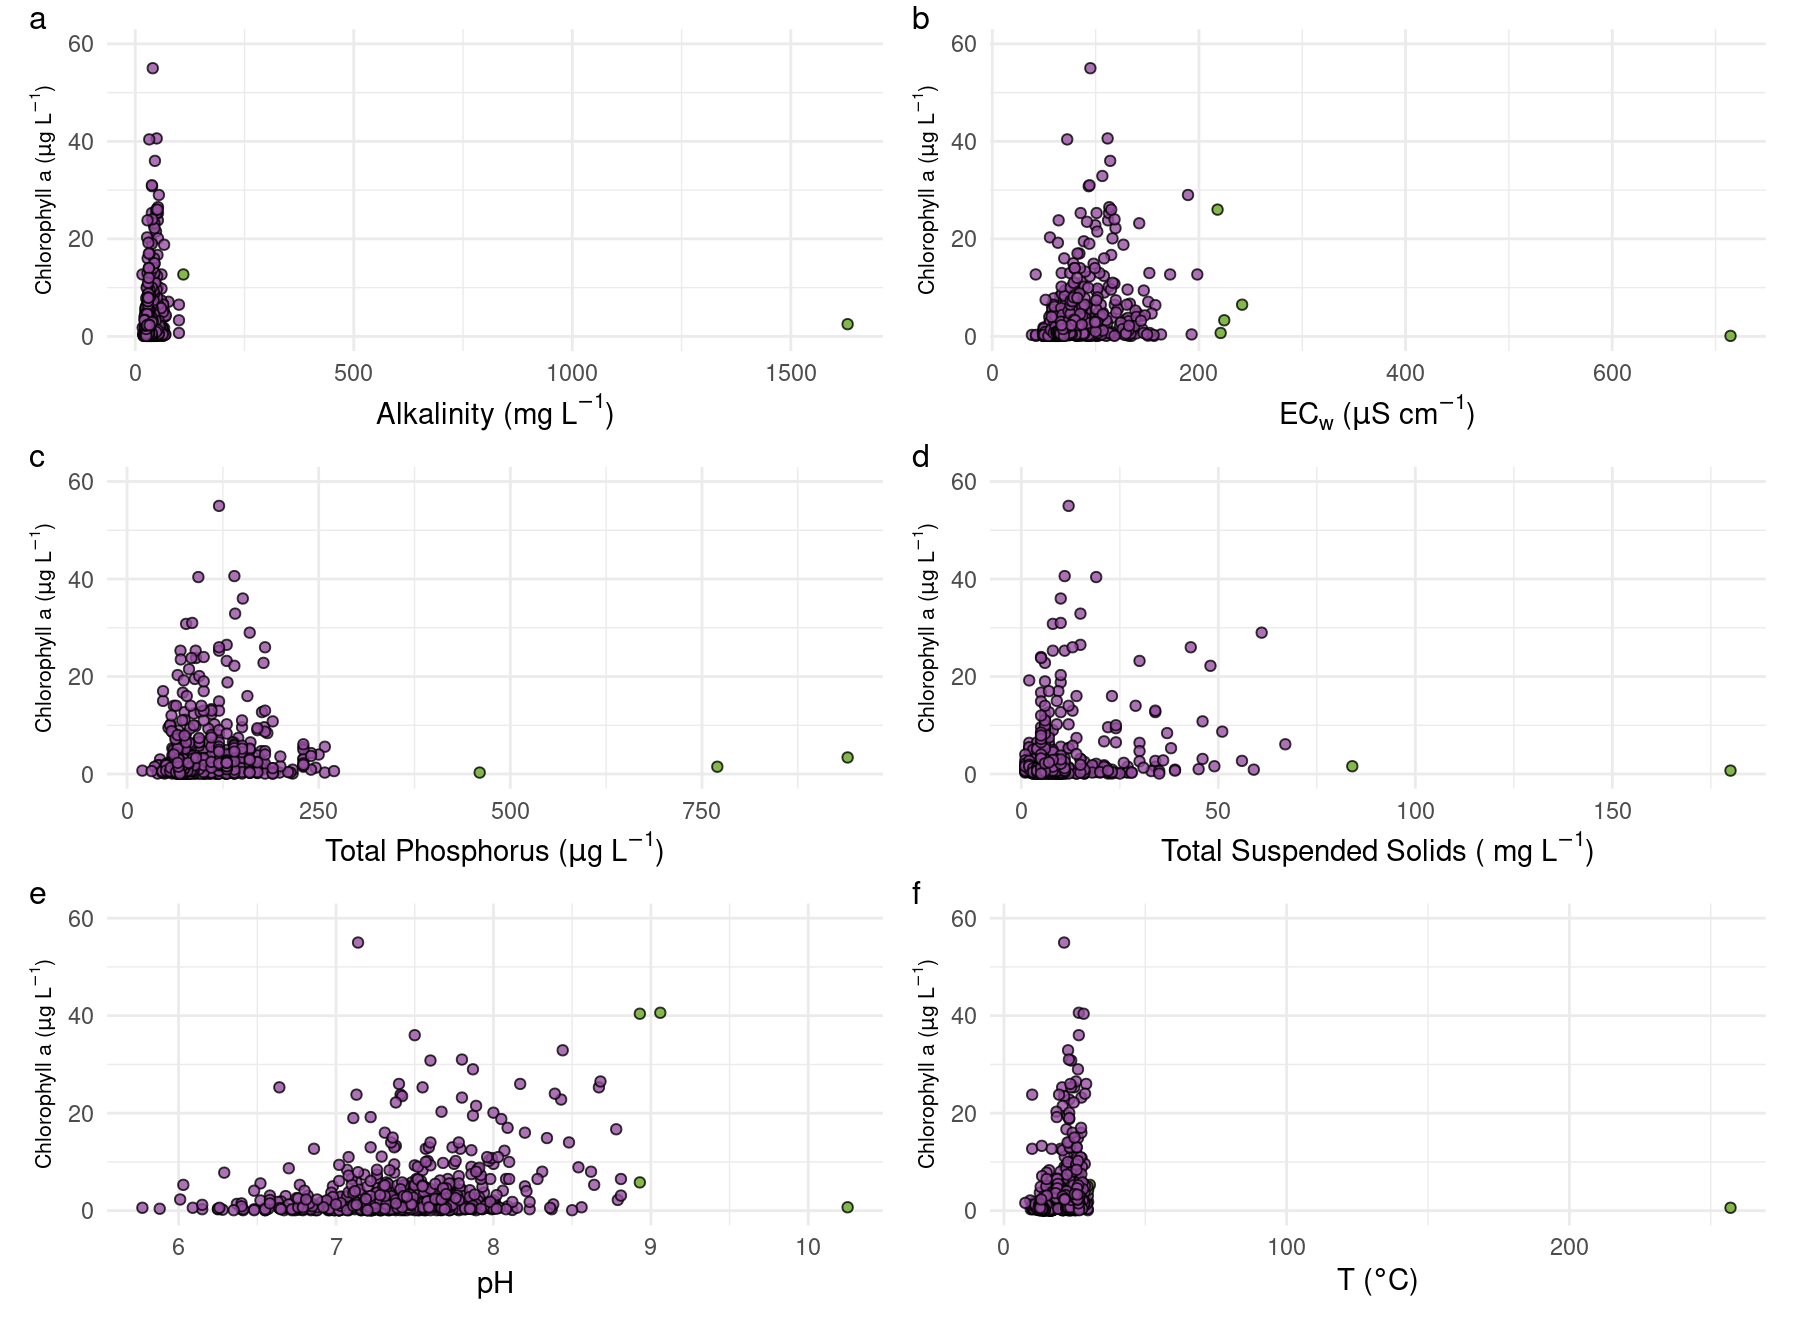 a
60
40
20
0
Chlorophyll a (µg L⁻¹)
0 500 1000 1500
Alkalinity (mg L⁻¹)
b
60
40
20
0
Chlorophyll a (µg L⁻¹)
0 200 400 600
EC_w (µS cm⁻¹)
c
60
40
20
0
Chlorophyll a (µg L⁻¹)
0 250 500 750
Total Phosphorus (µg L⁻¹)
d
60
40
20
0
Chlorophyll a (µg L⁻¹)
0 50 100 150
Total Suspended Solids ( mg L⁻¹)
e
60
40
20
0
Chlorophyll a (µg L⁻¹)
6 7 8 9 10
pH
f
60
40
20
0
Chlorophyll a (µg L⁻¹)
0 100 200
T (°C)